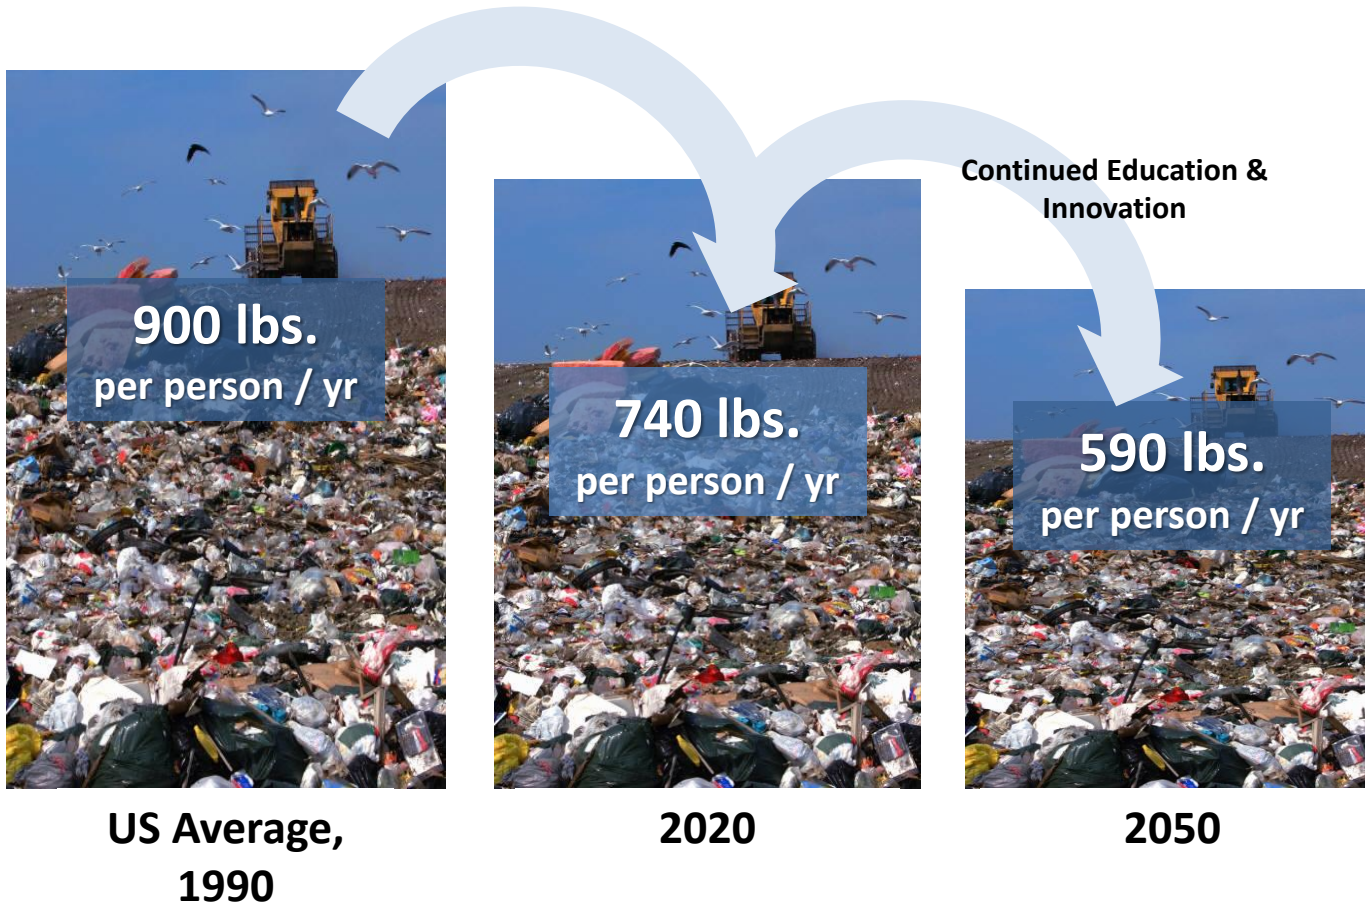 Continued Education &
Innovation
900 lbs.
per person / yr
740 lbs.
per person / yr
590 lbs.
per person / yr
US Average,
1990
2020
2050